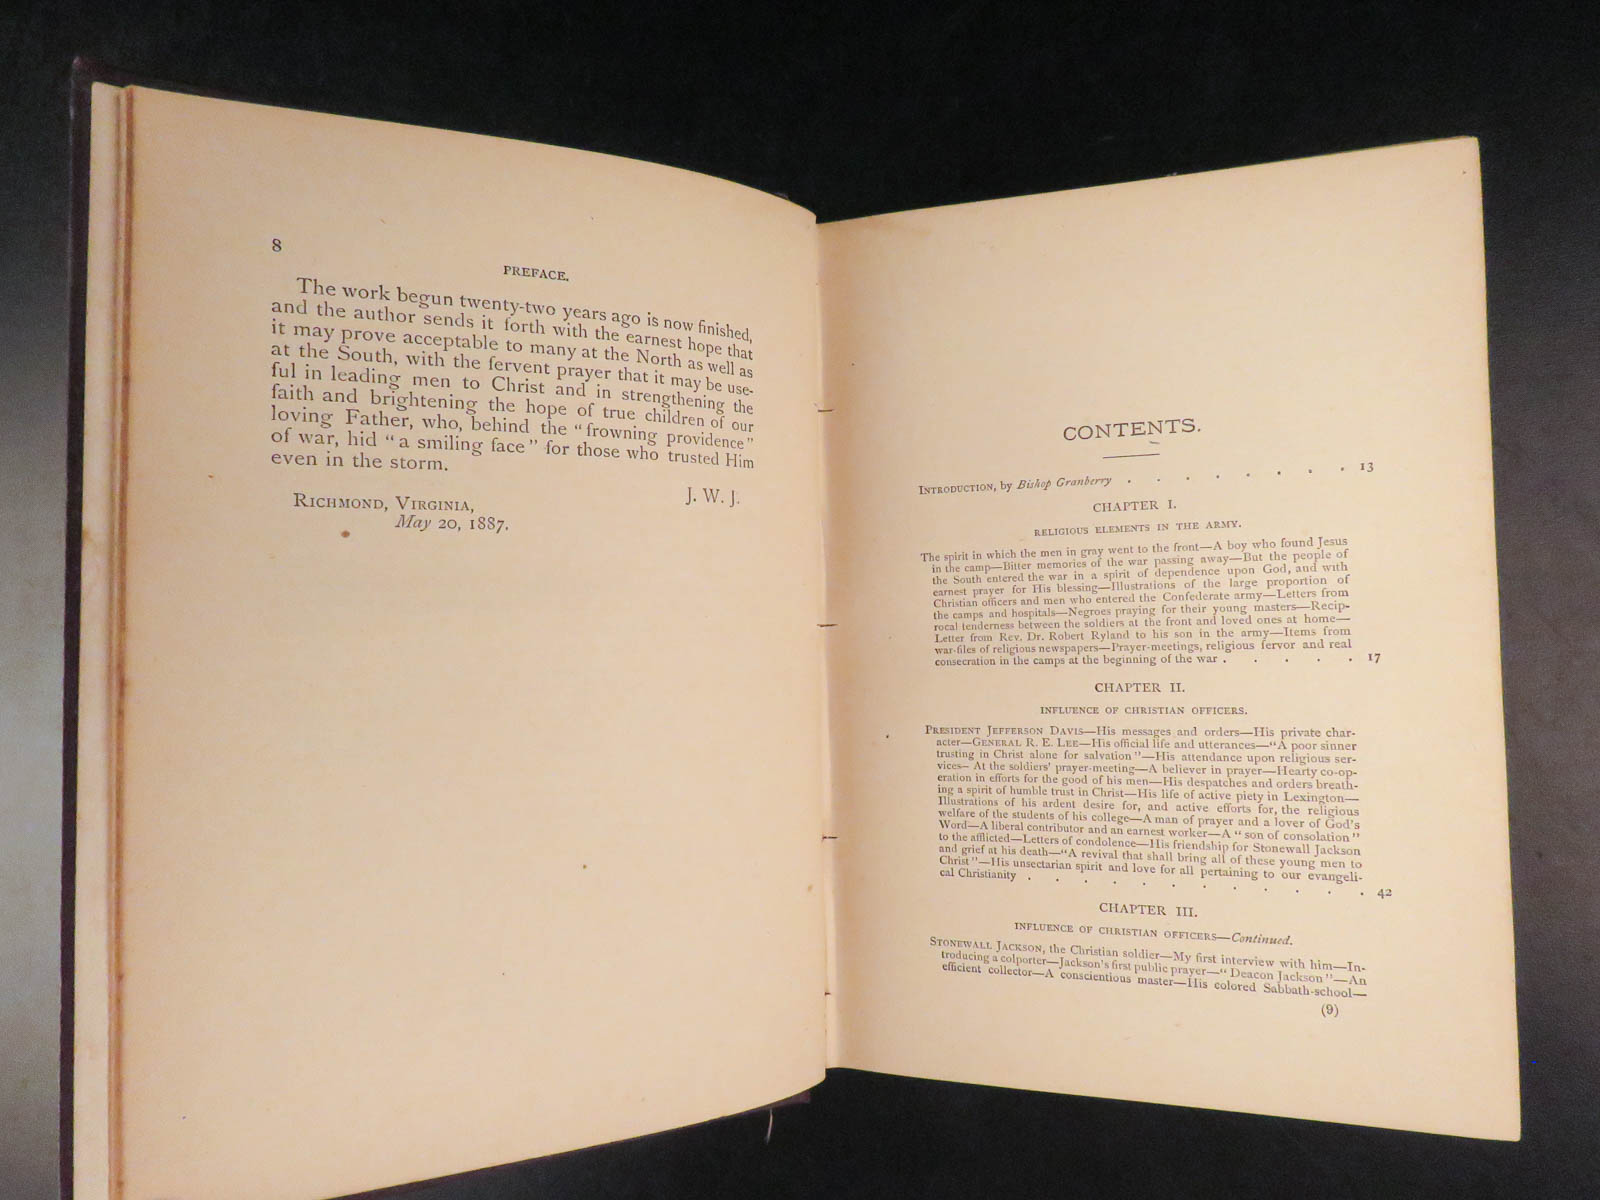 8
PREFACE.
The work begun twenty-two years ago is now finished,
and the author sends it forth with the earnest hope that
it may prove acceptable to many at the North as well as
at the South, with the fervent prayer that it may be use-
ful in leading men to Christ and in strengthening the
faith and brightening the hope of true children of our
loving Father, who, behind the "frowning providence"
of war, hid "a smiling face" for those who trusted Him
even in the storm.
J. W. J.
RICHMOND, VIRGINIA,
May 20, 1887.
CONTENTS.
INTRODUCTION, by Bishop Granberry . . . . . . . . 13
CHAPTER I.
RELIGIOUS ELEMENTS IN THE ARMY.
The spirit in which the men in gray went to the front—A boy who found Jesus
in the camp—Bitter memories of the war passing away—But the people of
the South entered the war in a spirit of dependence upon God, and with
earnest prayer for His blessing—Illustrations of the large proportion of
Christian officers and men who entered the Confederate army—Letters from
the camps and hospitals—Negroes praying for their young masters—Recip-
rocal tenderness between the soldiers at the front and loved ones at home—
Letter from Rev. Dr. Robert Ryland to his son in the army—Items from
war-files of religious newspapers—Prayer-meetings, religious fervor and real
consecration in the camps at the beginning of the war . . . . . 17
CHAPTER II.
INFLUENCE OF CHRISTIAN OFFICERS.
PRESIDENT JEFFERSON DAVIS—His messages and orders—His private char-
acter—GENERAL R. E. LEE—His official life and utterances—"A poor sinner
trusting in Christ alone for salvation"—His attendance upon religious ser-
vices—At the soldiers' prayer-meeting—A believer in prayer—Hearty co-op-
eration in efforts for the good of his men—His despatches and orders breath-
ing a spirit of humble trust in Christ—His life of active piety in Lexington—
Illustrations of his ardent desire for, and active efforts for, the religious
welfare of the students of his college—A man of prayer and a lover of God's
Word—A liberal contributor and an earnest worker—A "son of consolation"
to the afflicted—Letters of condolence—His friendship for Stonewall Jackson
and grief at his death—"A revival that shall bring all of these young men to
Christ"—His unsectarian spirit and love for all pertaining to our evangeli-
cal Christianity . . . . . . . . . . . . 42
CHAPTER III.
INFLUENCE OF CHRISTIAN OFFICERS—Continued.
STONEWALL JACKSON, the Christian soldier—My first interview with him—In-
troducing a colporter—Jackson's first public prayer—"Deacon Jackson"—An
efficient collector—A conscientious master—His colored Sabbath-school—
(9)